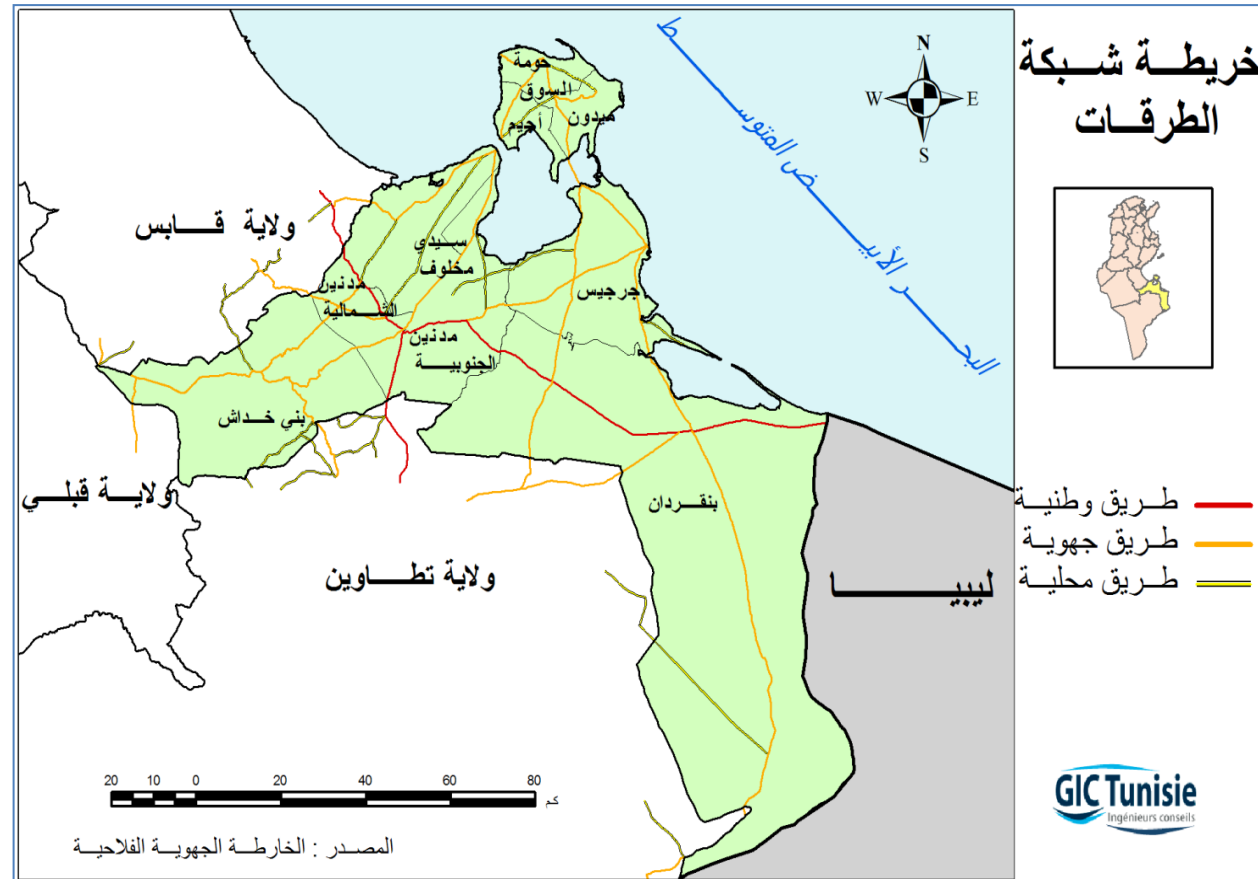 خريطة شبكة
الطرقات
N
W
E
S
البحر الأبيض المتوسط
حومة
السوق
ميدون
أجيم
ولاية قابس
سيدي
مخلوف
مدنين
الشمالية
جرجيس
مدنين
الجنوبية
بني خداش
ولاية قبلي
بنقردان
ولاية تطاوين
ليبيا
طريق وطنية
طريق جهوية
طريق محلية
20 10 0 20 40 60 80
كم
المصدر : الخارطة الجهوية الفلاحية
GIC Tunisie
Ingénieurs conseils